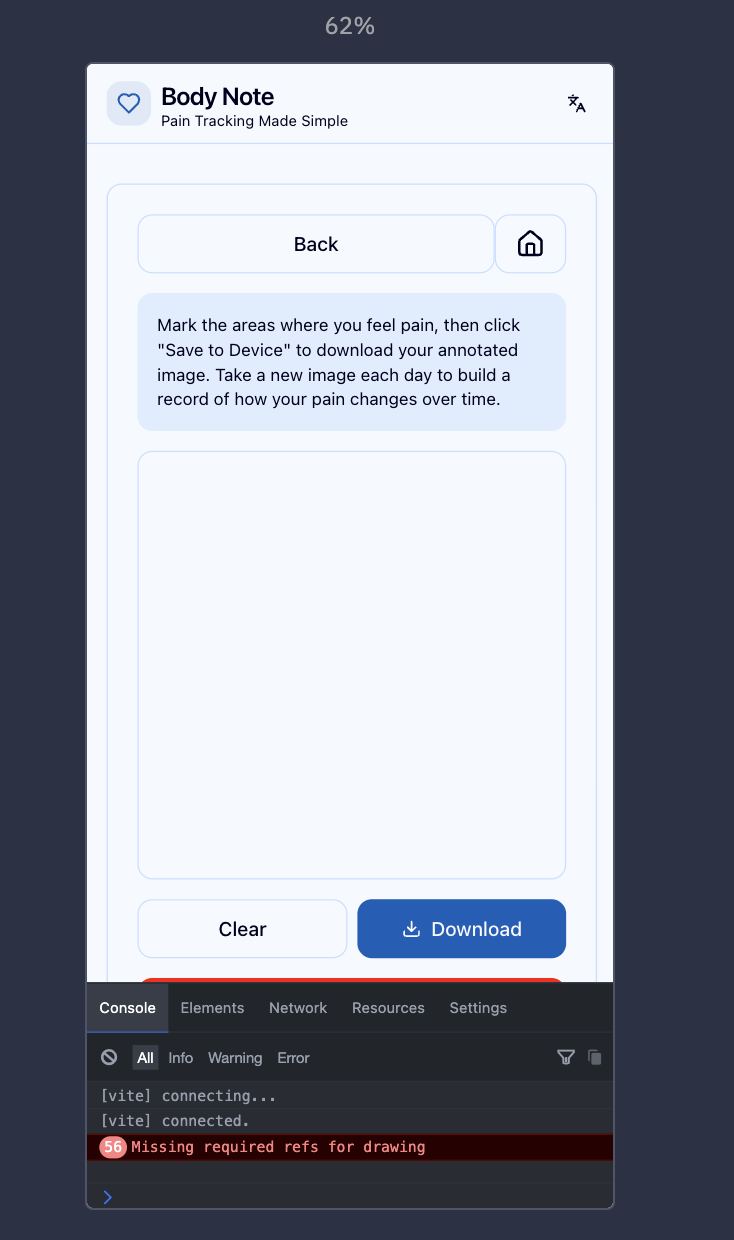 62%
Body Note
Pain Tracking Made Simple
Back
Mark the areas where you feel pain, then click
"Save to Device" to download your annotated
image. Take a new image each day to build a
record of how your pain changes over time.
Clear
Download
Console Elements Network Resources Settings
All Info Warning Error
[vite] connecting...
[vite] connected.
56 Missing required refs for drawing